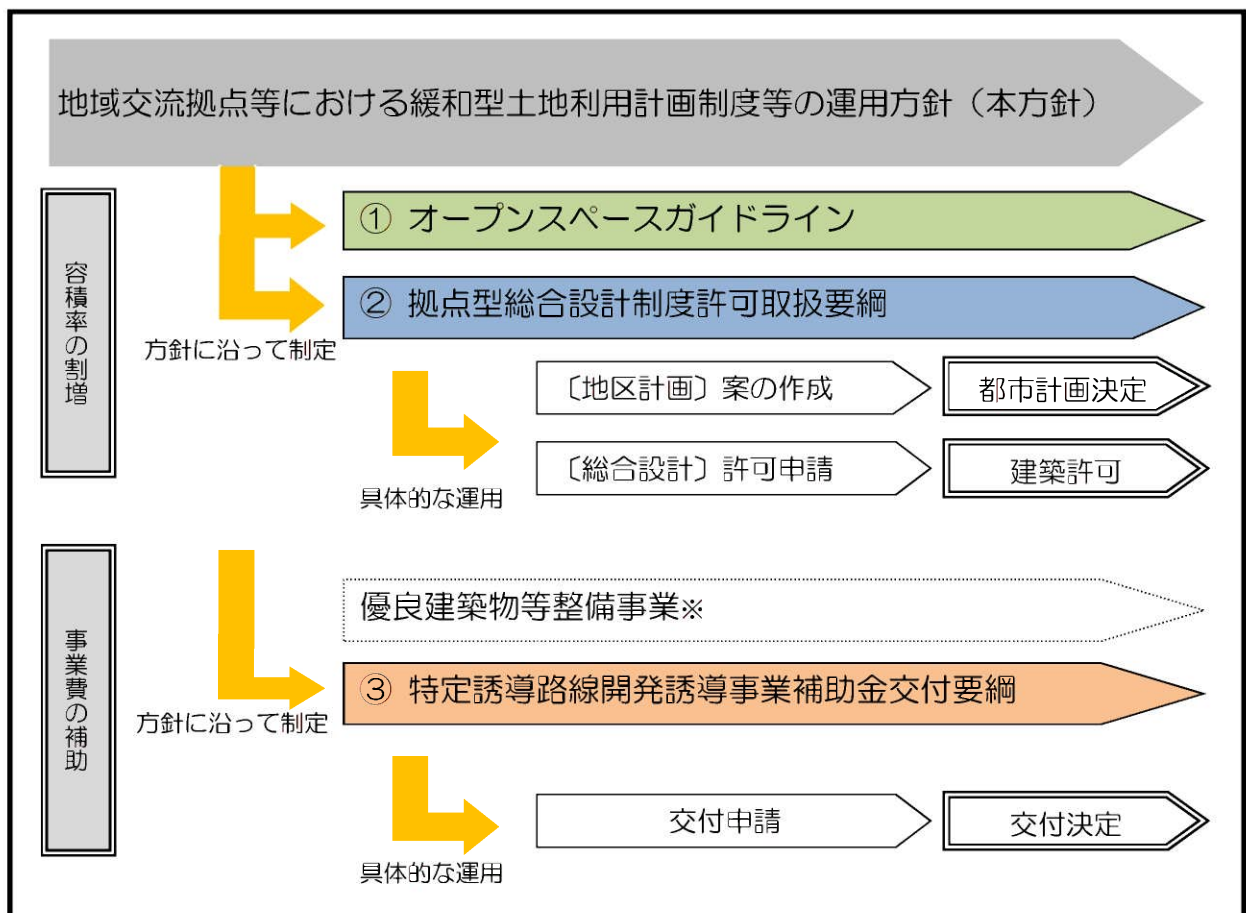 地域交流拠点等における緩和型土地利用計画制度等の運用方針（本方針）
容積率の割増
① オープンスペースガイドライン
② 拠点型総合設計制度許可取扱要綱
方針に沿って制定
〔地区計画〕案の作成
都市計画決定
〔総合設計〕許可申請
建築許可
具体的な運用
事業費の補助
優良建築物等整備事業※
③ 特定誘導路線開発誘導事業補助金交付要綱
方針に沿って制定
交付申請
交付決定
具体的な運用